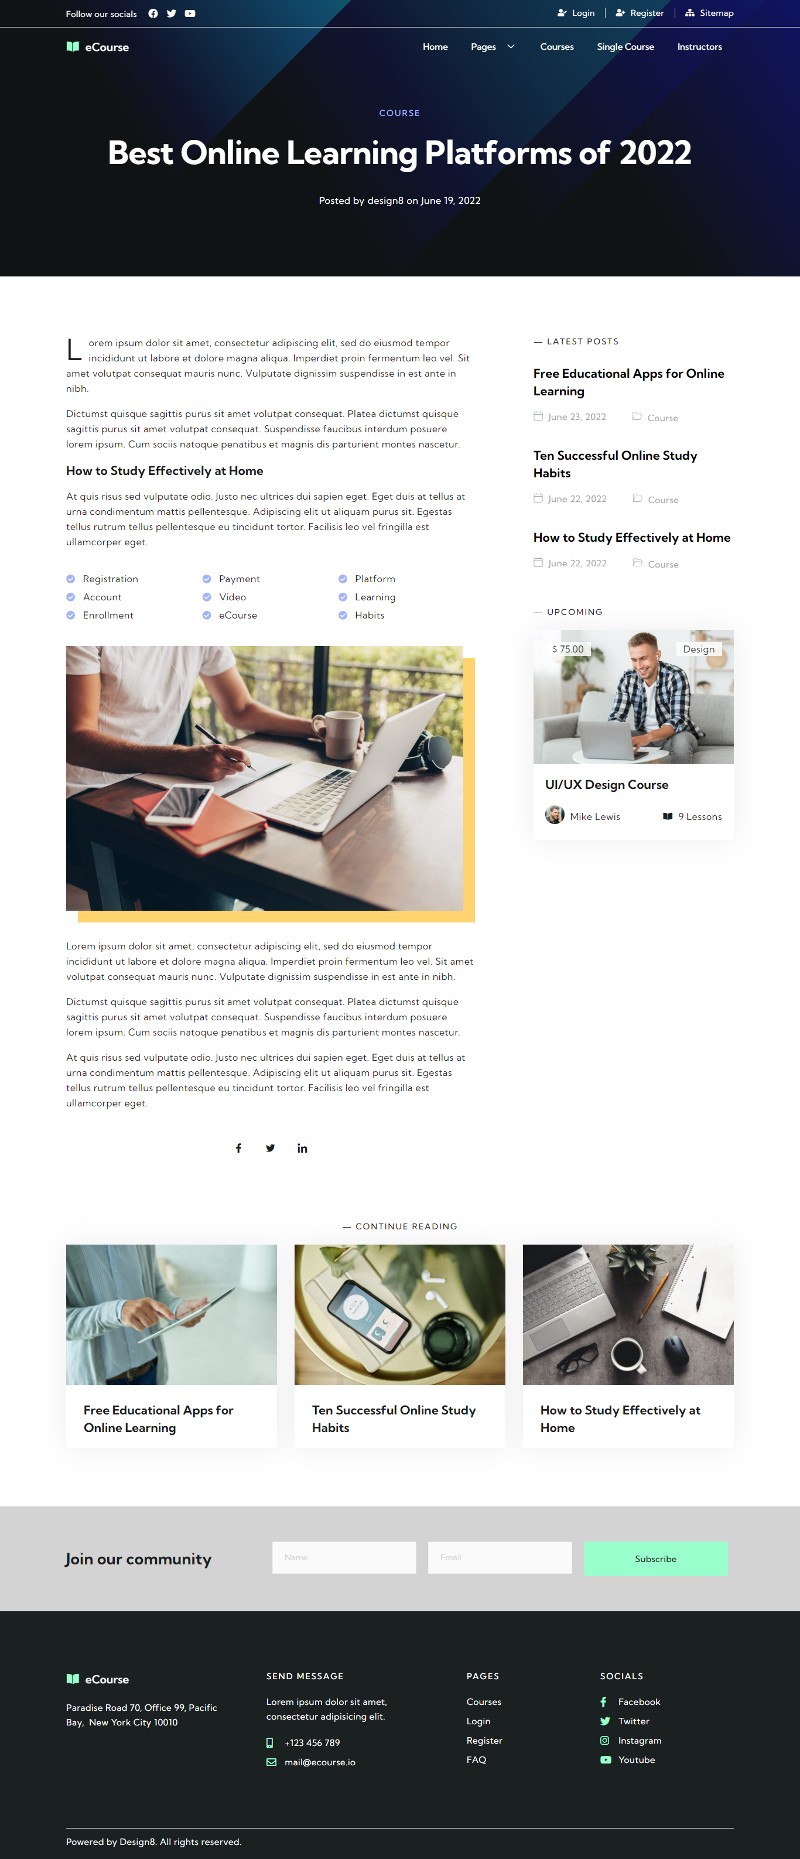 Follow our socials
Login
Register
Sitemap
eCourse
Home
Pages
Courses
Single Course
Instructors
COURSE
Best Online Learning Platforms of 2022
Posted by design8 on June 19, 2022
Lorem ipsum dolor sit amet, consectetur adipiscing elit, sed do eiusmod tempor
incididunt ut labore et dolore magna aliqua. Imperdiet proin fermentum leo vel. Sit
amet volutpat consequat mauris nunc. Vulputate dignissim suspendisse in est ante in
nibh.
Dictumst quisque sagittis purus sit amet volutpat consequat. Platea dictumst quisque
sagittis purus sit amet volutpat consequat. Suspendisse faucibus interdum posuere
lorem ipsum. Cum sociis natoque penatibus et magnis dis parturient montes nascetur.
How to Study Effectively at Home
At quis risus sed vulputate odio. Justo nec ultrices dui sapien eget. Eget duis at tellus at
urna condimentum mattis pellentesque. Adipiscing elit ut aliquam purus sit. Egestas
tellus rutrum tellus pellentesque eu tincidunt tortor. Facilisis leo vel fringilla est
ullamcorper eget.
Registration
Payment
Platform
Account
Video
Learning
Enrollment
eCourse
Habits
Lorem ipsum dolor sit amet, consectetur adipiscing elit, sed do eiusmod tempor
incididunt ut labore et dolore magna aliqua. Imperdiet proin fermentum leo vel. Sit amet
volutpat consequat mauris nunc. Vulputate dignissim suspendisse in est ante in nibh.
Dictumst quisque sagittis purus sit amet volutpat consequat. Platea dictumst quisque
sagittis purus sit amet volutpat consequat. Suspendisse faucibus interdum posuere
lorem ipsum. Cum sociis natoque penatibus et magnis dis parturient montes nascetur.
At quis risus sed vulputate odio. Justo nec ultrices dui sapien eget. Eget duis at tellus at
urna condimentum mattis pellentesque. Adipiscing elit ut aliquam purus sit. Egestas
tellus rutrum tellus pellentesque eu tincidunt tortor. Facilisis leo vel fringilla est
ullamcorper eget.
— LATEST POSTS
Free Educational Apps for Online
Learning
June 23, 2022
Course
Ten Successful Online Study
Habits
June 22, 2022
Course
How to Study Effectively at Home
June 22, 2022
Course
— UPCOMING
$ 75.00
Design
UI/UX Design Course
Mike Lewis
9 Lessons
— CONTINUE READING
Free Educational Apps for
Online Learning
Ten Successful Online Study
Habits
How to Study Effectively at
Home
Join our community
Name
Email
Subscribe
eCourse
Paradise Road 70, Office 99, Pacific
Bay, New York City 10010
SEND MESSAGE
Lorem ipsum dolor sit amet,
consectetur adipisicing elit.
+123 456 789
mail@ecourse.io
PAGES
Courses
Login
Register
FAQ
SOCIALS
Facebook
Twitter
Instagram
Youtube
Powered by Design8. All rights reserved.